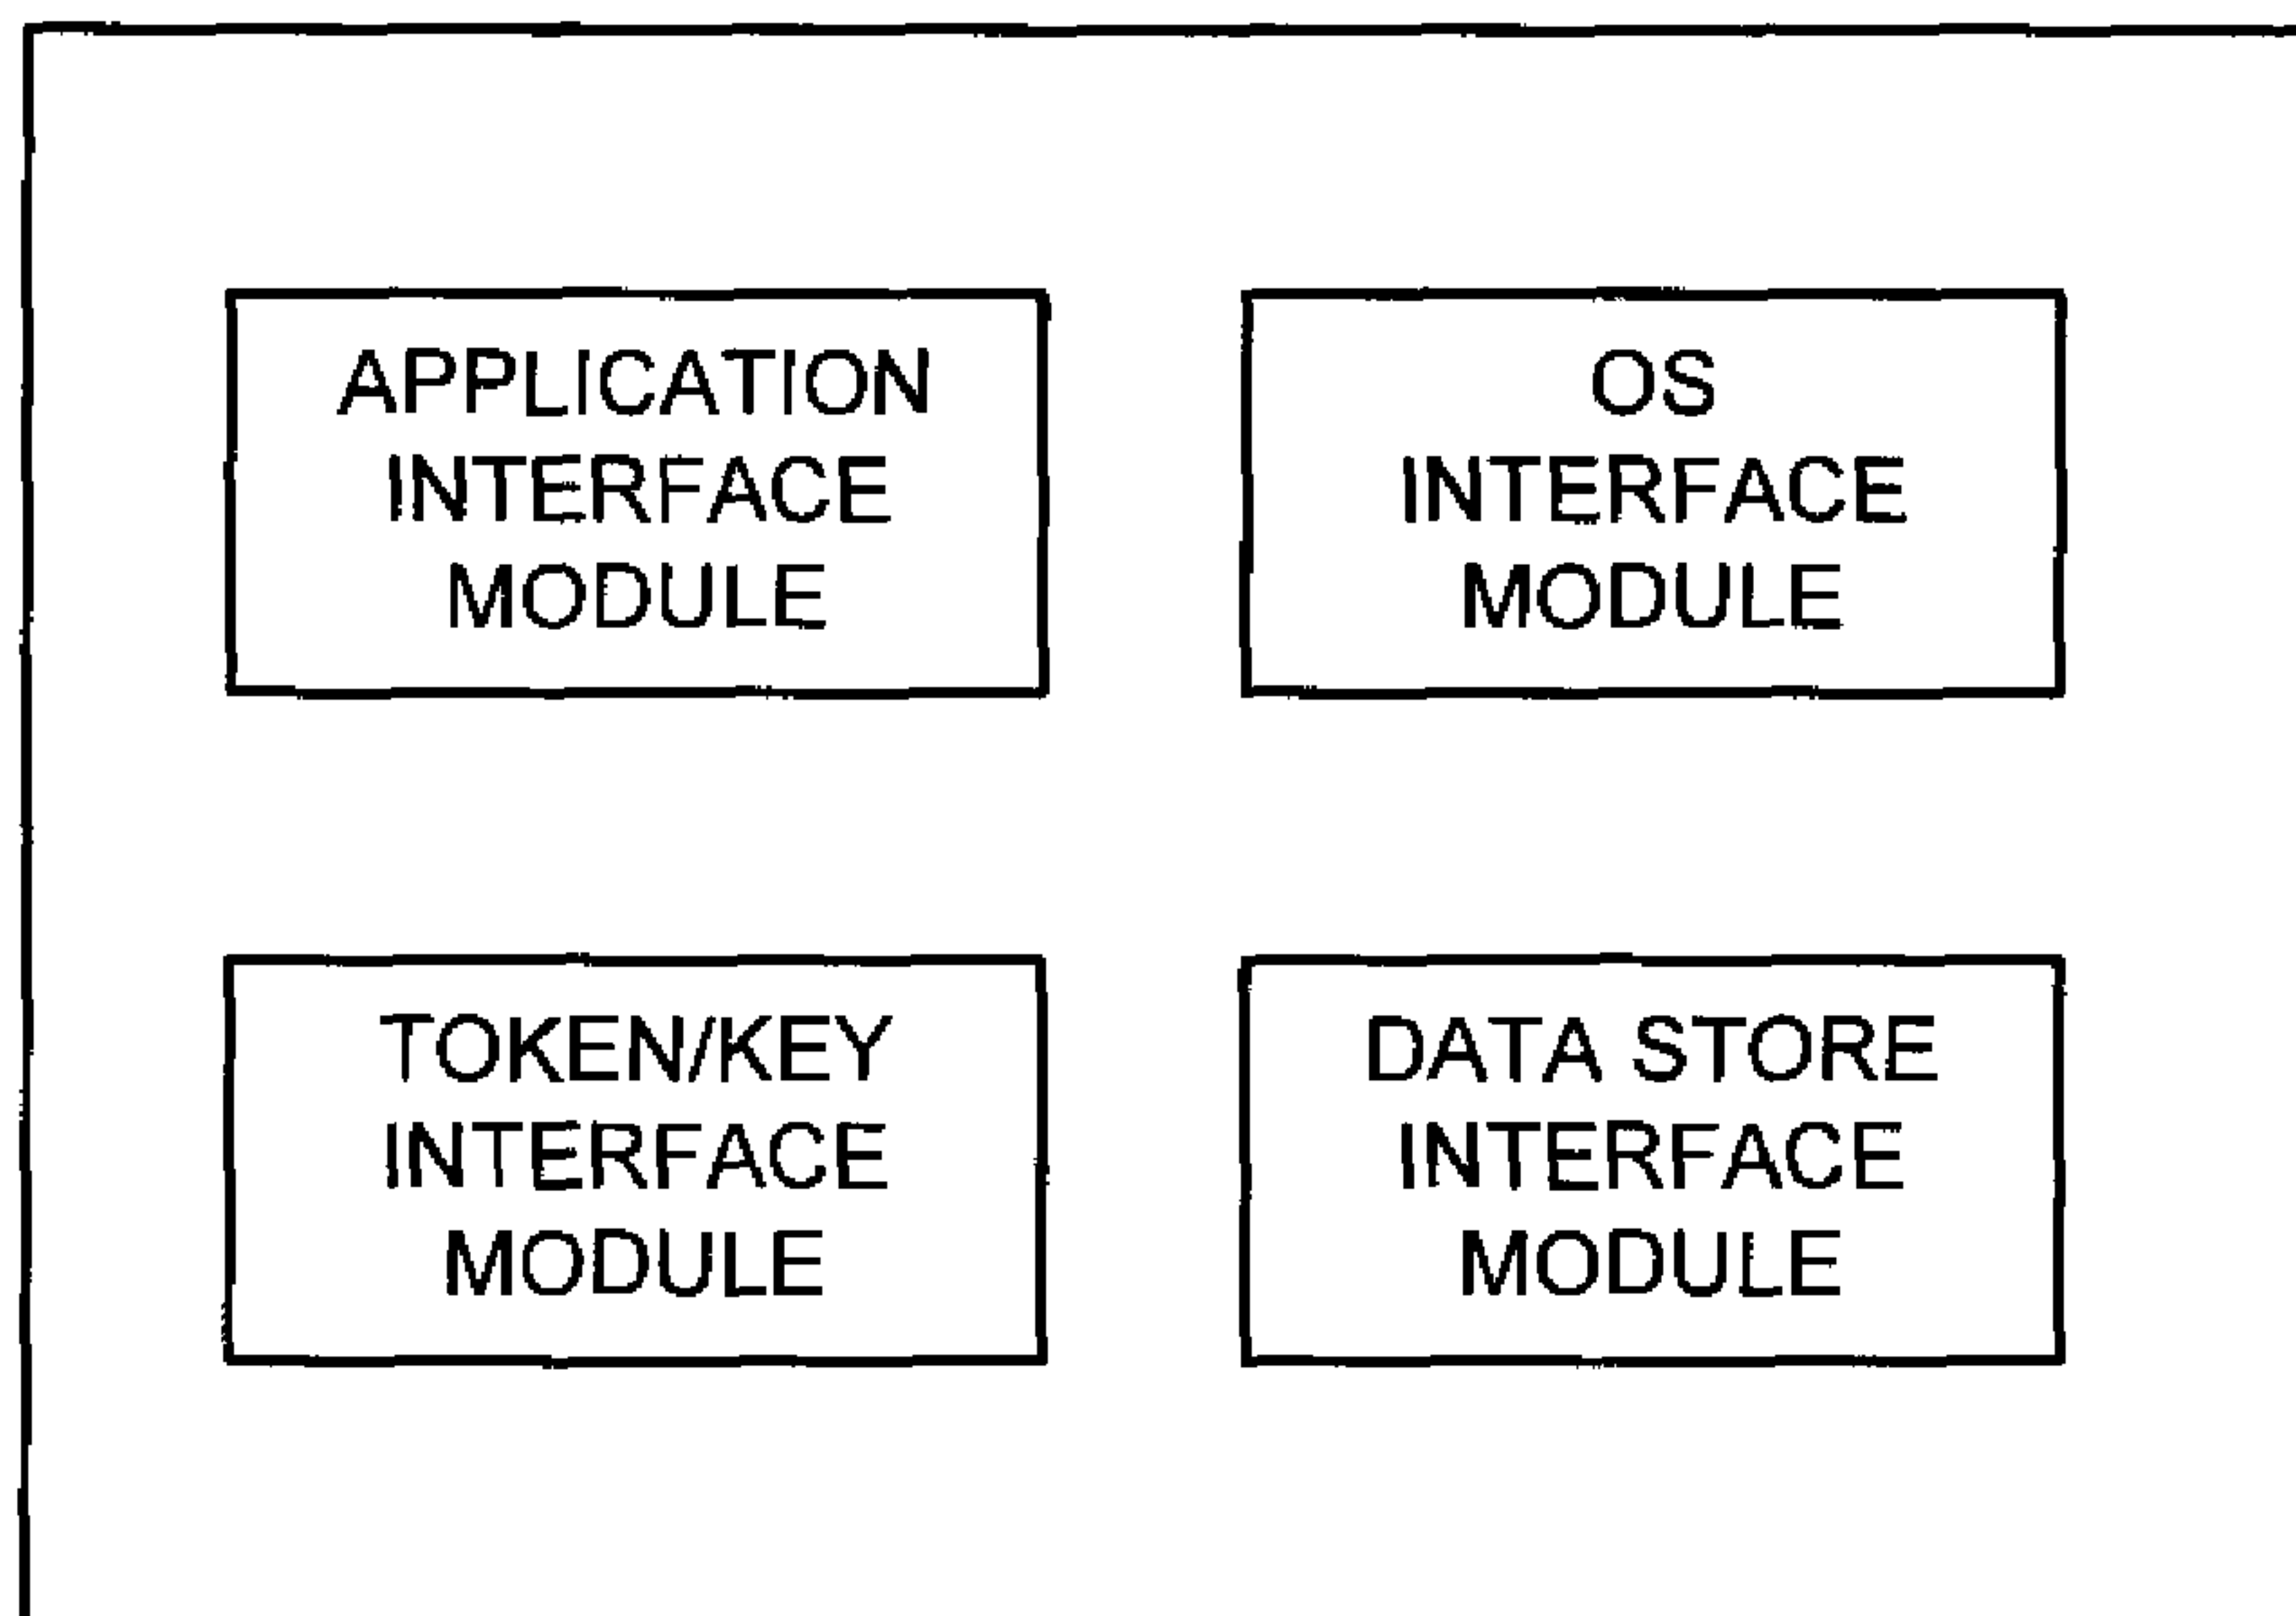 APPLICATION
INTERFACE
MODULE
OS
INTERFACE
MODULE
TOKEN/KEY
INTERFACE
MODULE
DATA STORE
INTERFACE
MODULE